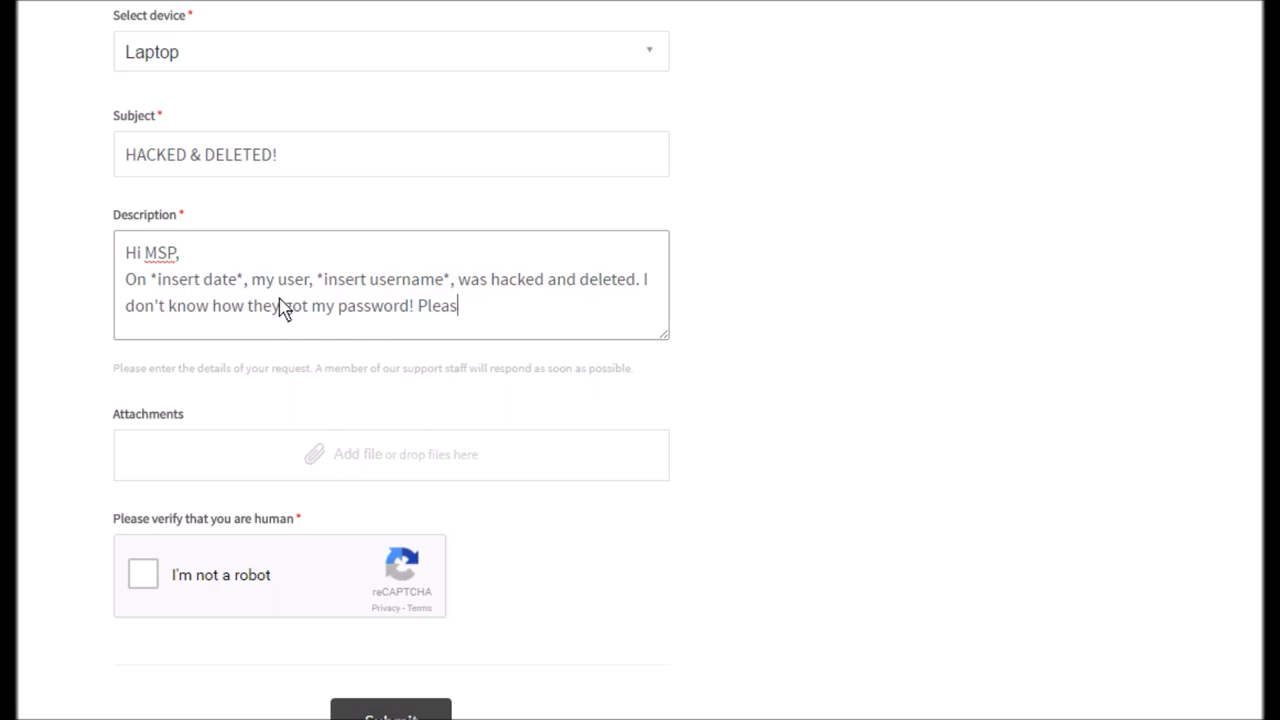 Select device *
Laptop
Subject *
HACKED & DELETED!
Description *
Hi MSP,
On *insert date*, my user, *insert username*, was hacked and deleted. I
don't know how they got my password! Pleas
Please enter the details of your request. A member of our support staff will respond as soon as possible.
Attachments
Add file or drop files here
Please verify that you are human *
I'm not a robot
reCAPTCHA
Privacy - Terms
Submit